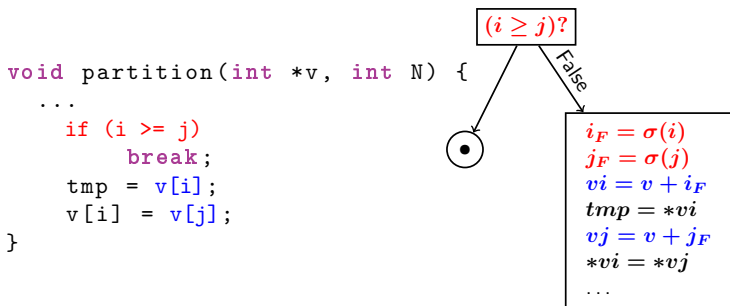 void partition(int *v, int N) {
...
if (i >= j)
break;
tmp = v[i];
v[i] = v[j];
}
(i ≥ j)?
False
i_F = σ(i)
j_F = σ(j)
vi = v + i_F
tmp = *vi
vj = v + j_F
*vi = *vj
...